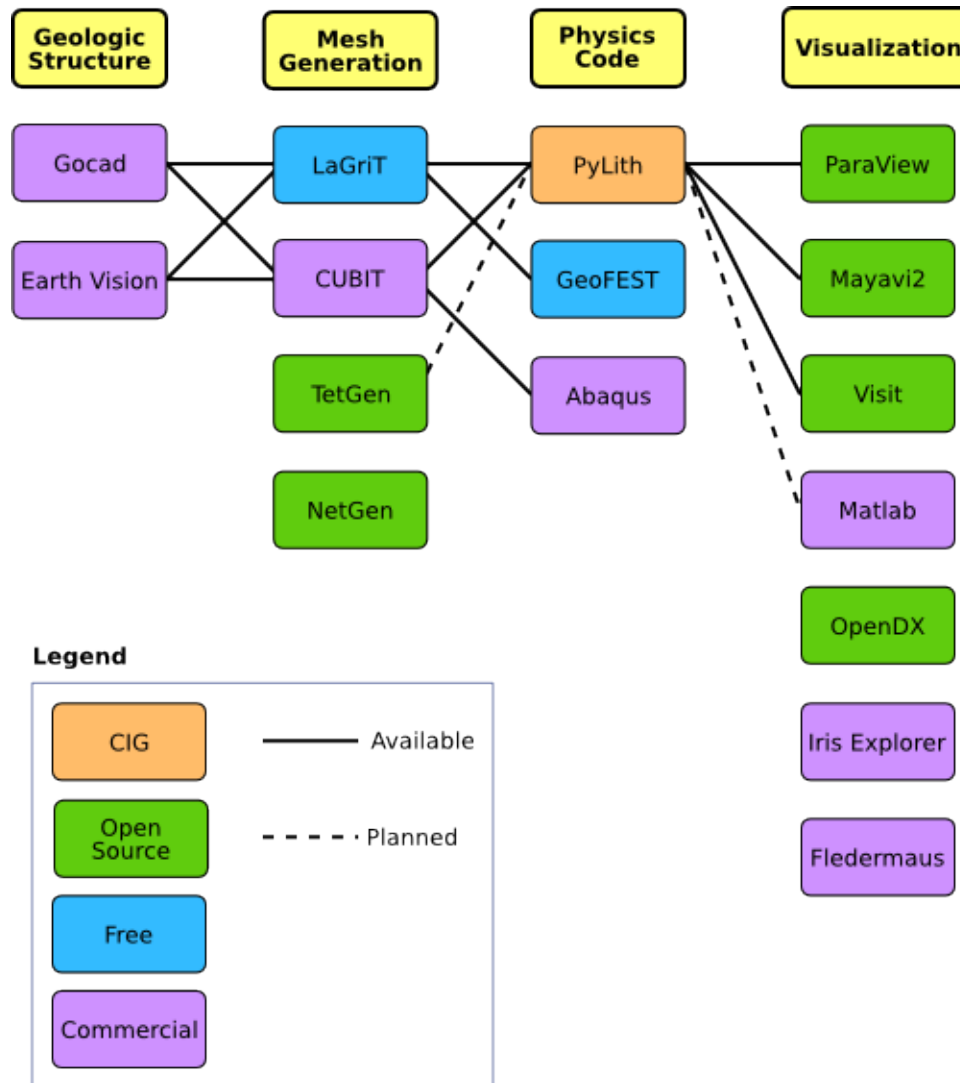 Geologic
Structure
Mesh
Generation
Physics
Code
Visualization
Gocad
LaGriT
PyLith
ParaView
Earth Vision
CUBIT
GeoFEST
Mayavi2
TetGen
Abaqus
Visit
NetGen
Matlab
OpenDX
Iris Explorer
Fledermaus
Legend
CIG
Available
Open
Source
Planned
Free
Commercial